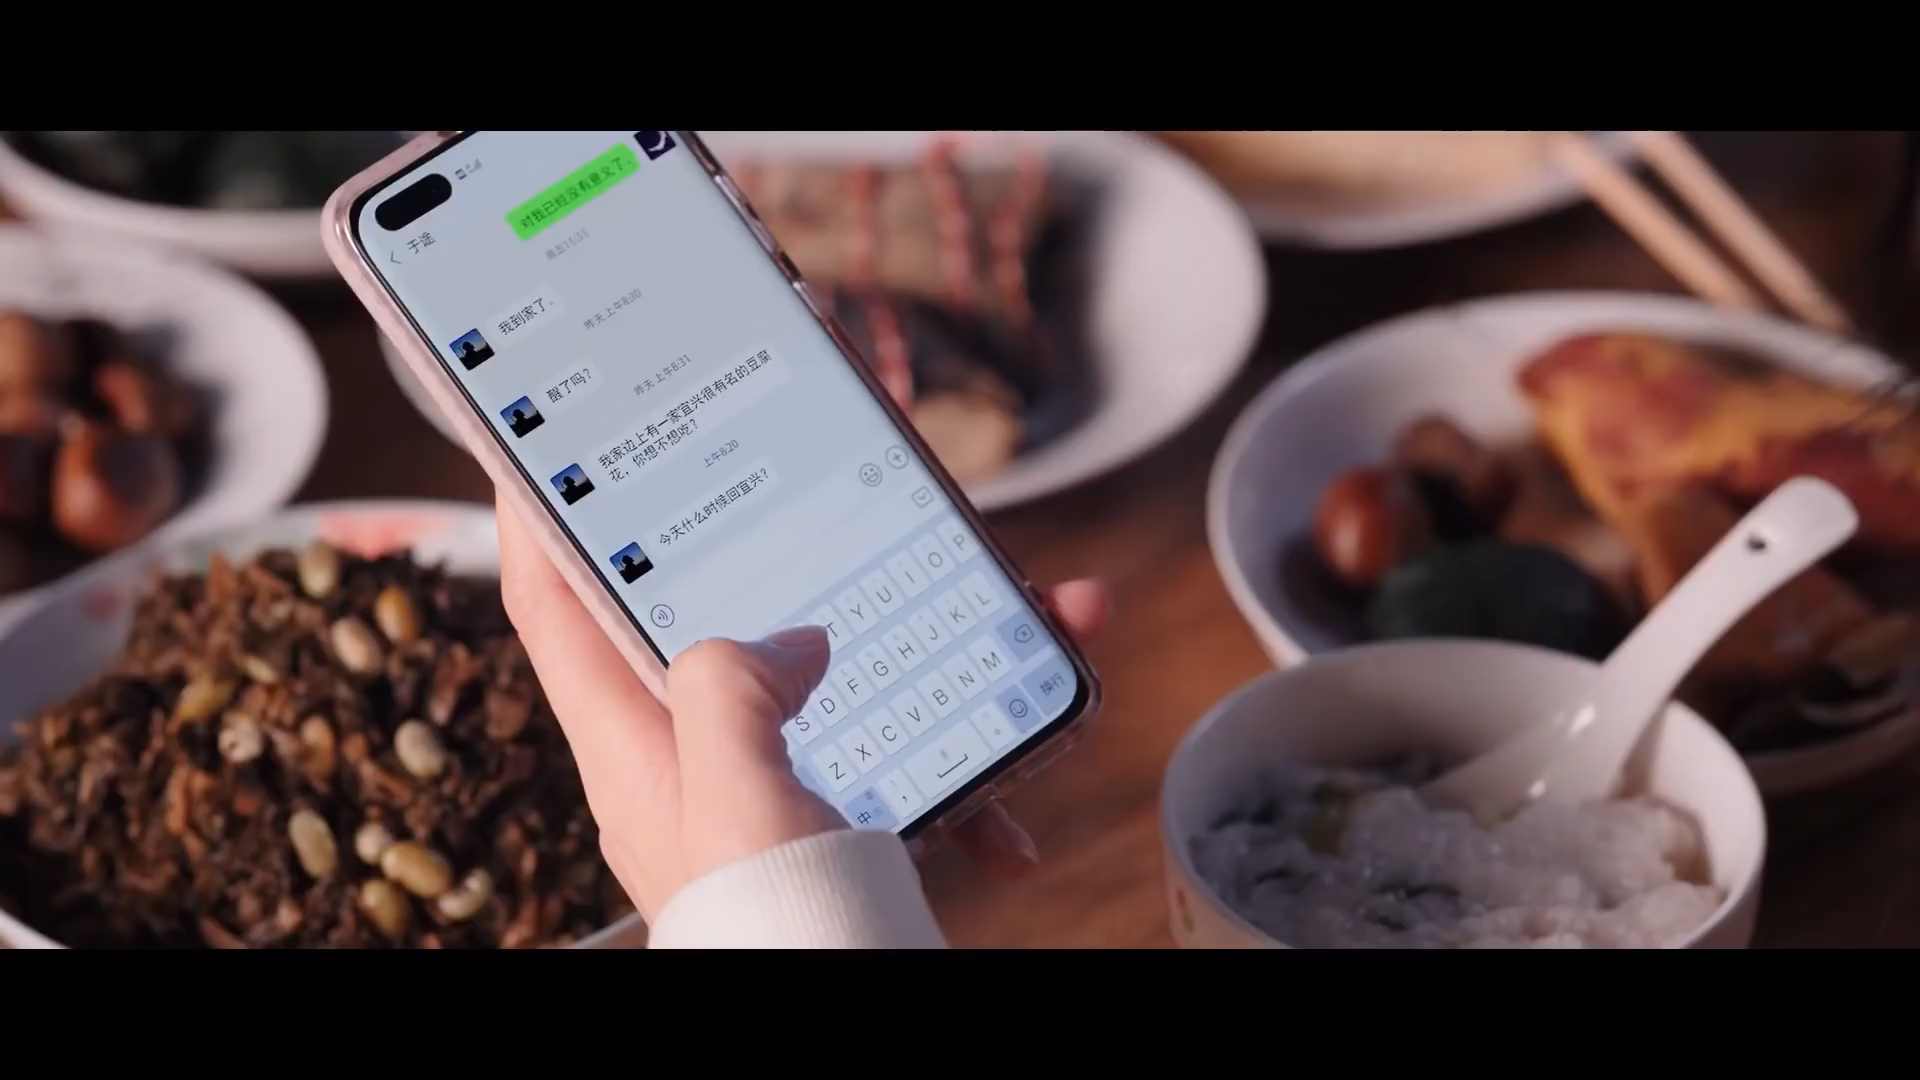 对我已经没有意义了。
于途
我到家了。
昨天上午8:30
醒了吗？
昨天上午8:31
我家边上有一家宜兴很有名的豆腐
花，你想不想吃？
上午8:20
今天什么时候回宜兴？
T Y U I O P
S D F G H J K L
Z X C V B N M
中 ， 换行